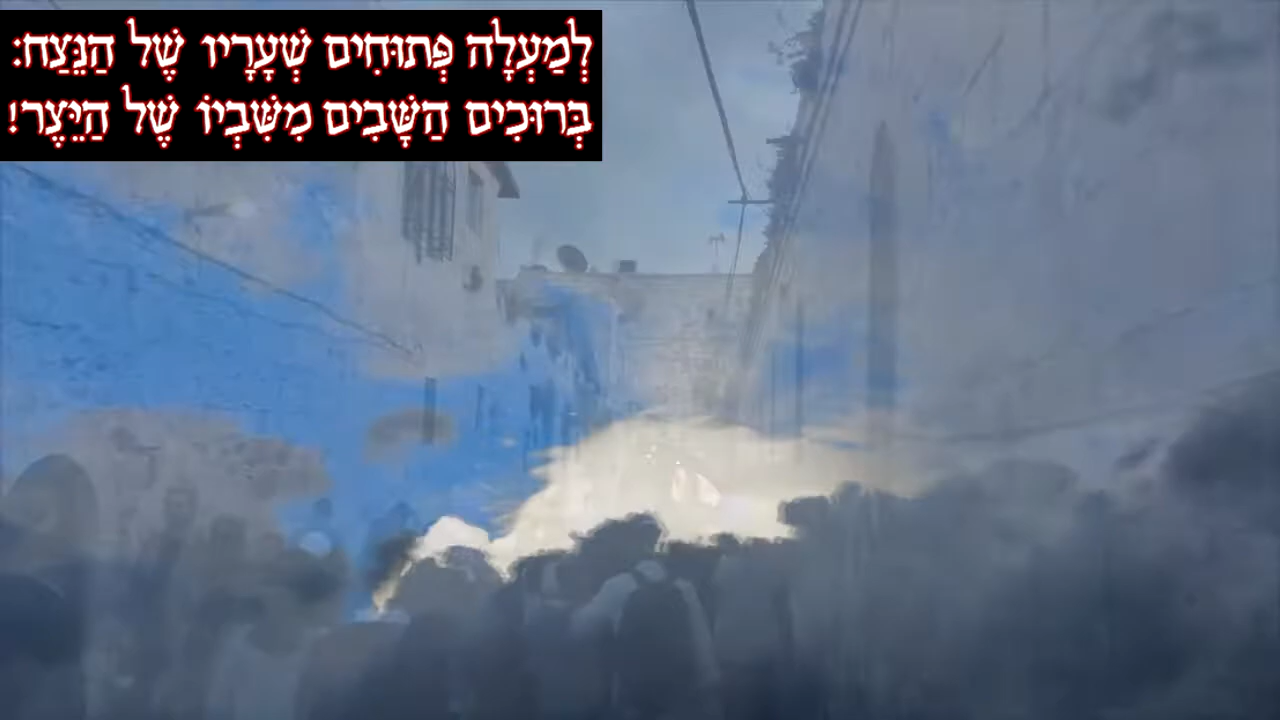 לְמַעְלָה פְּתוּחִים שְׁעָרָיו שֶׁל הַנֵּצַח:
בְּרוּכִים הַשָּׁבִים מִשִּׁבְיוֹ שֶׁל הַיֵּצֶר!